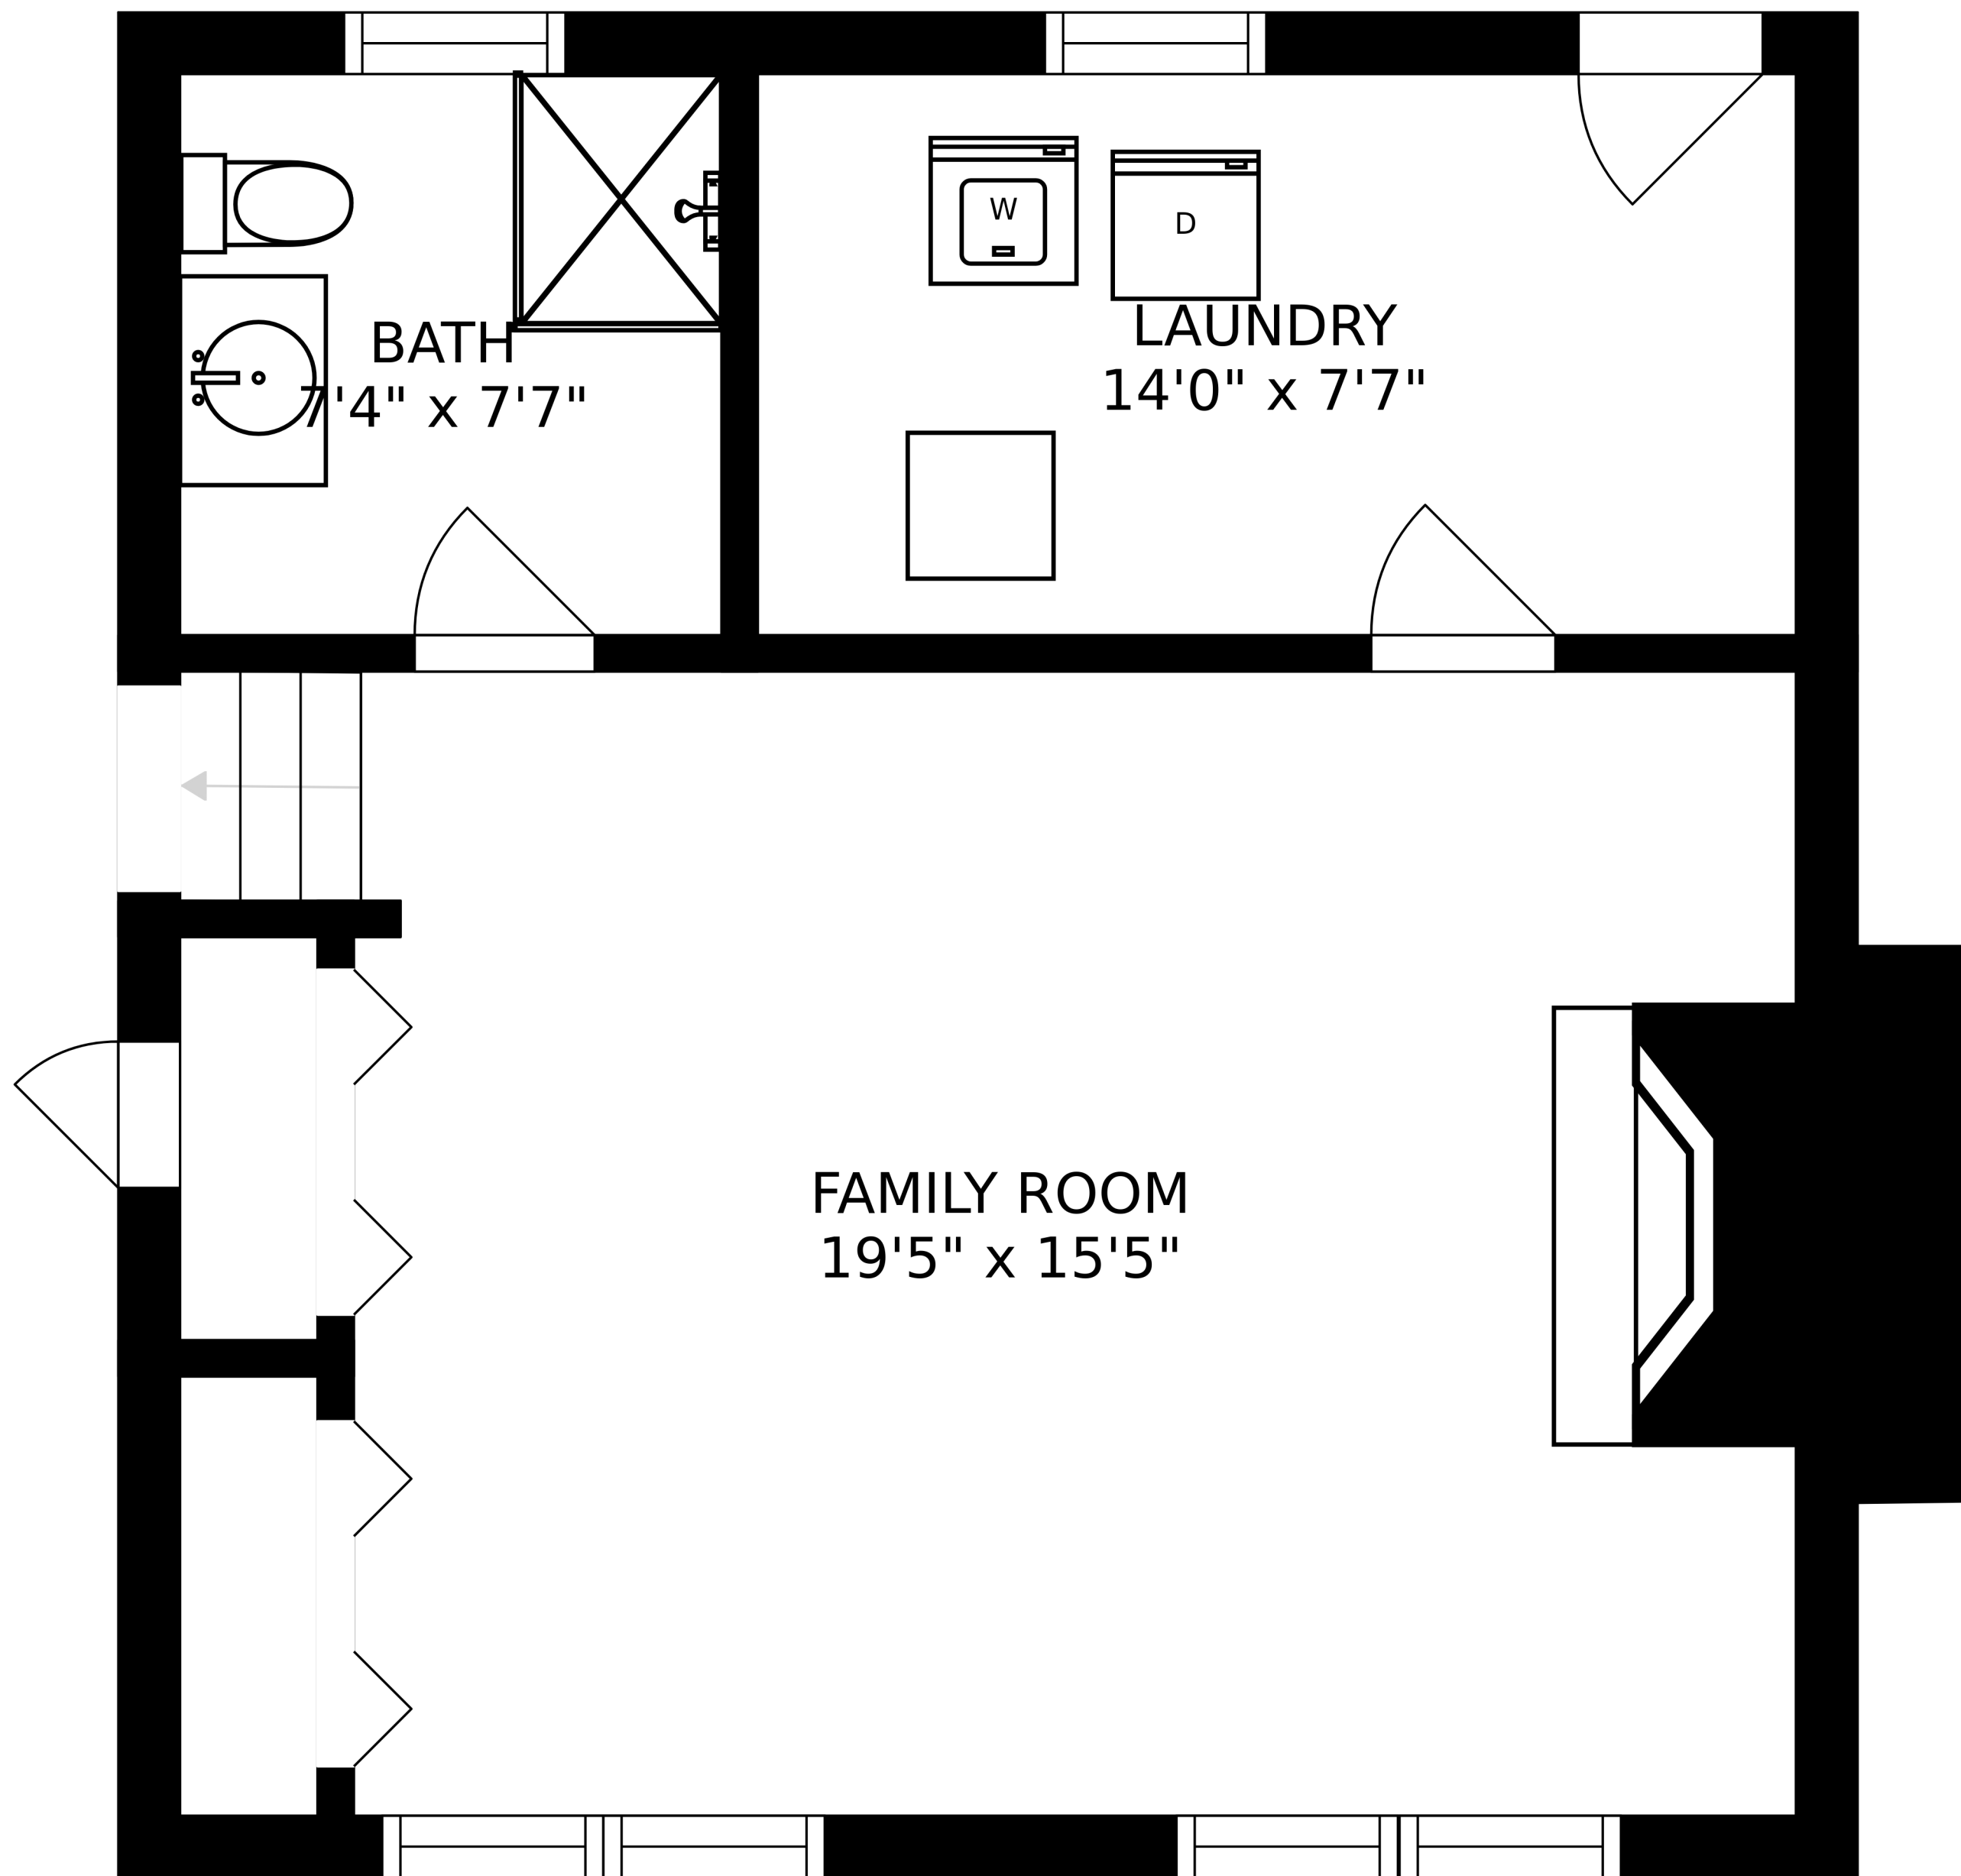 W
D
BATH
7'4" x 7'7"
LAUNDRY
14'0" x 7'7"
FAMILY ROOM
19'5" x 15'5"